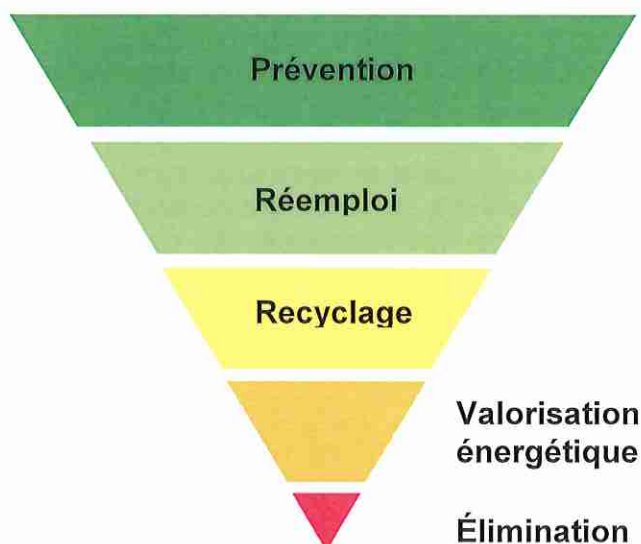 Prévention
Réemploi
Recyclage
Valorisation
énergétique
Élimination